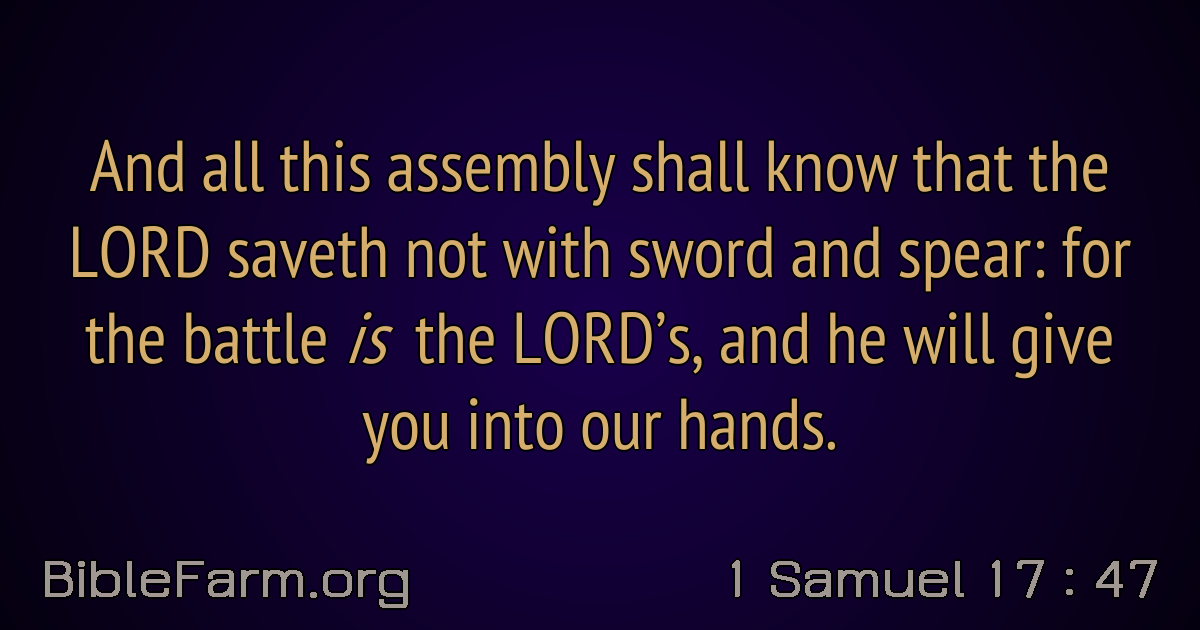 And all this assembly shall know that the
LORD saveth not with sword and spear: for
the battle is the LORD’s, and he will give
you into our hands.
BibleFarm.org
1 Samuel 17 : 47